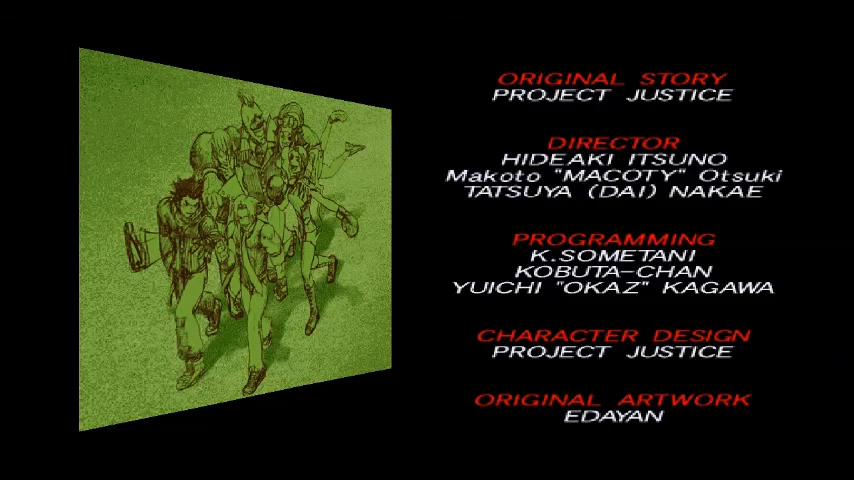 ORIGINAL STORY
PROJECT JUSTICE
DIRECTOR
HIDEAKI ITSUNO
Makoto "MACOTY" Otsuki
TATSUYA (DAI) NAKAE
PROGRAMMING
K.SOMETANI
KOBUTA-CHAN
YUICHI "OKAZ" KAGAWA
CHARACTER DESIGN
PROJECT JUSTICE
ORIGINAL ARTWORK
EDAYAN